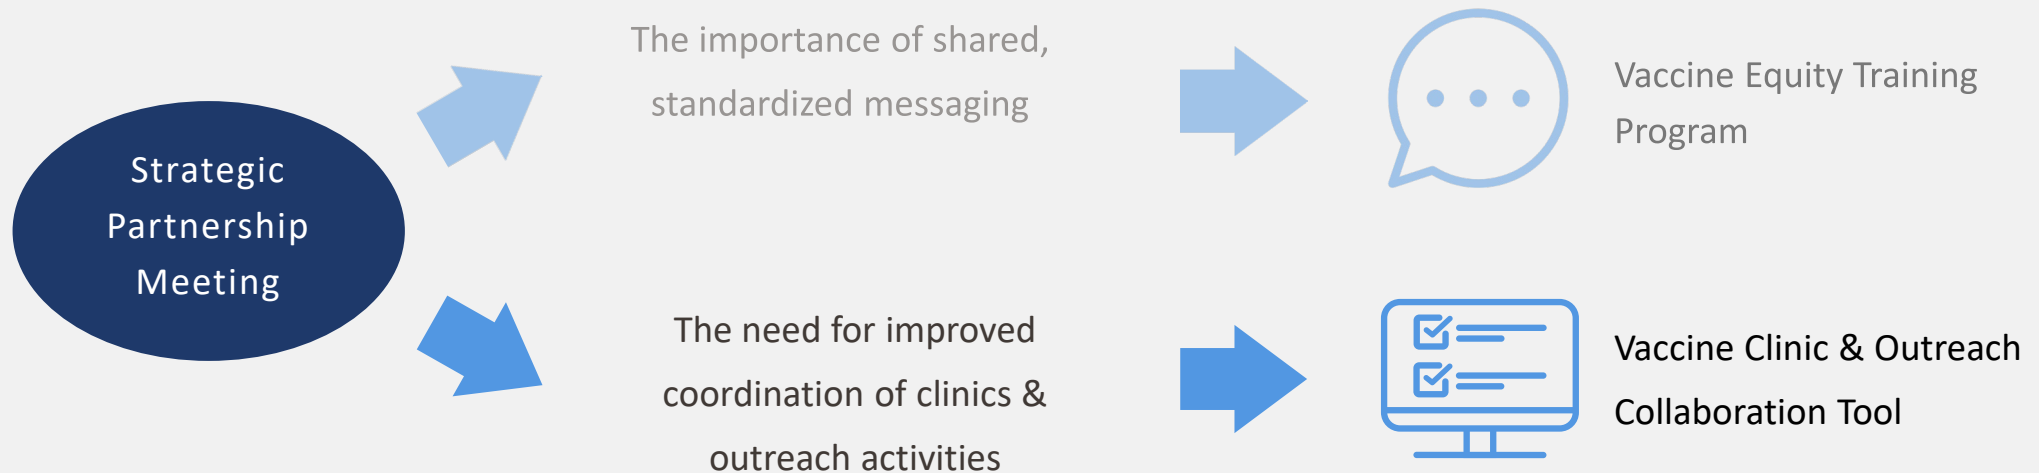 Strategic
Partnership
Meeting
The importance of shared,
standardized messaging
Vaccine Equity Training
Program
The need for improved
coordination of clinics &
outreach activities
Vaccine Clinic & Outreach
Collaboration Tool